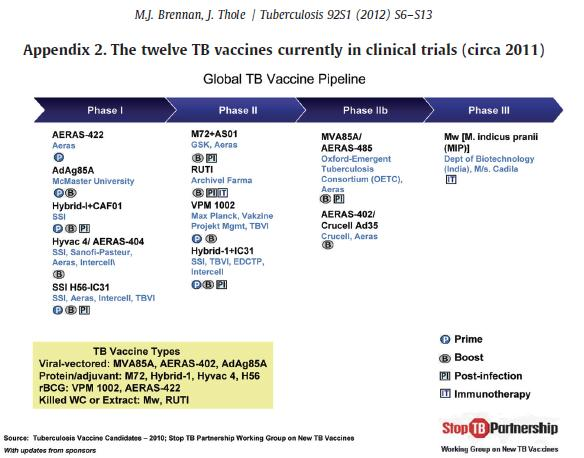 M.J. Brennan, J. Thole / Tuberculosis 92S1 (2012) S6–S13
Appendix 2. The twelve TB vaccines currently in clinical trials (circa 2011)
Global TB Vaccine Pipeline
Phase I
AERAS-422
Aeras
P
AdAg85A
McMaster University
P B
Hybrid-I+CAF01
SSI
P B PI
Hyvac 4/ AERAS-404
SSI, Sanofi-Pasteur,
Aeras, Intercell\
B
SSI H56-IC31
SSI, Aeras, Intercell, TBVI
P B PI
Phase II
M72+AS01
GSK, Aeras
B PI
RUTI
Archivel Farma
B PI IT
VPM 1002
Max Planck, Vakzine
Projekt Mgmt, TBVI
P B
Hybrid-1+IC31
SSI, TBVI, EDCTP,
Intercell
P B PI
Phase IIb
MVA85A/
AERAS-485
Oxford-Emergent
Tuberculosis
Consortium (OETC),
Aeras
B PI
AERAS-402/
Crucell Ad35
Crucell, Aeras
B
Phase III
Mw [M. indicus pranii
(MIP)]
Dept of Biotechnology
(India), M/s. Cadila
IT
TB Vaccine Types
Viral-vectored: MVA85A, AERAS-402, AdAg85A
Protein/adjuvant: M72, Hybrid-1, Hyvac 4, H56
rBCG: VPM 1002, AERAS-422
Killed WC or Extract: Mw, RUTI
P Prime
B Boost
PI Post-infection
IT Immunotherapy
Source: Tuberculosis Vaccine Candidates – 2010; Stop TB Partnership Working Group on New TB Vaccines
With updates from sponsors
Stop TB Partnership
Working Group on New TB Vaccines